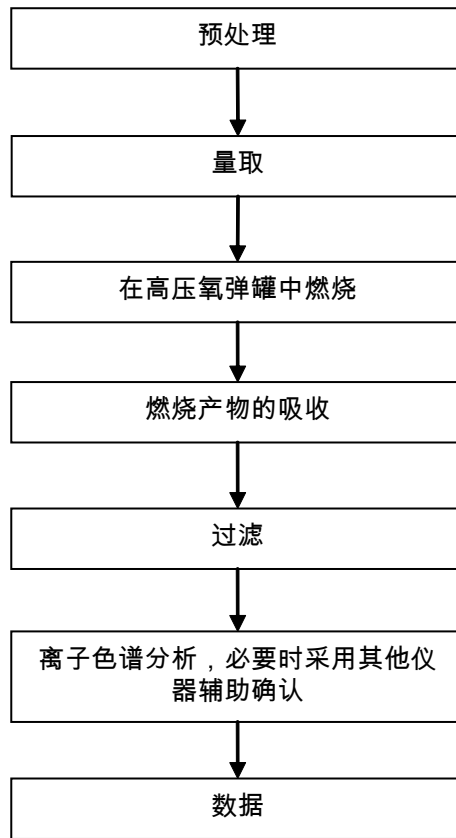 预处理
量取
在高压氧弹罐中燃烧
燃烧产物的吸收
过滤
离子色谱分析，必要时采用其他仪
器辅助确认
数据